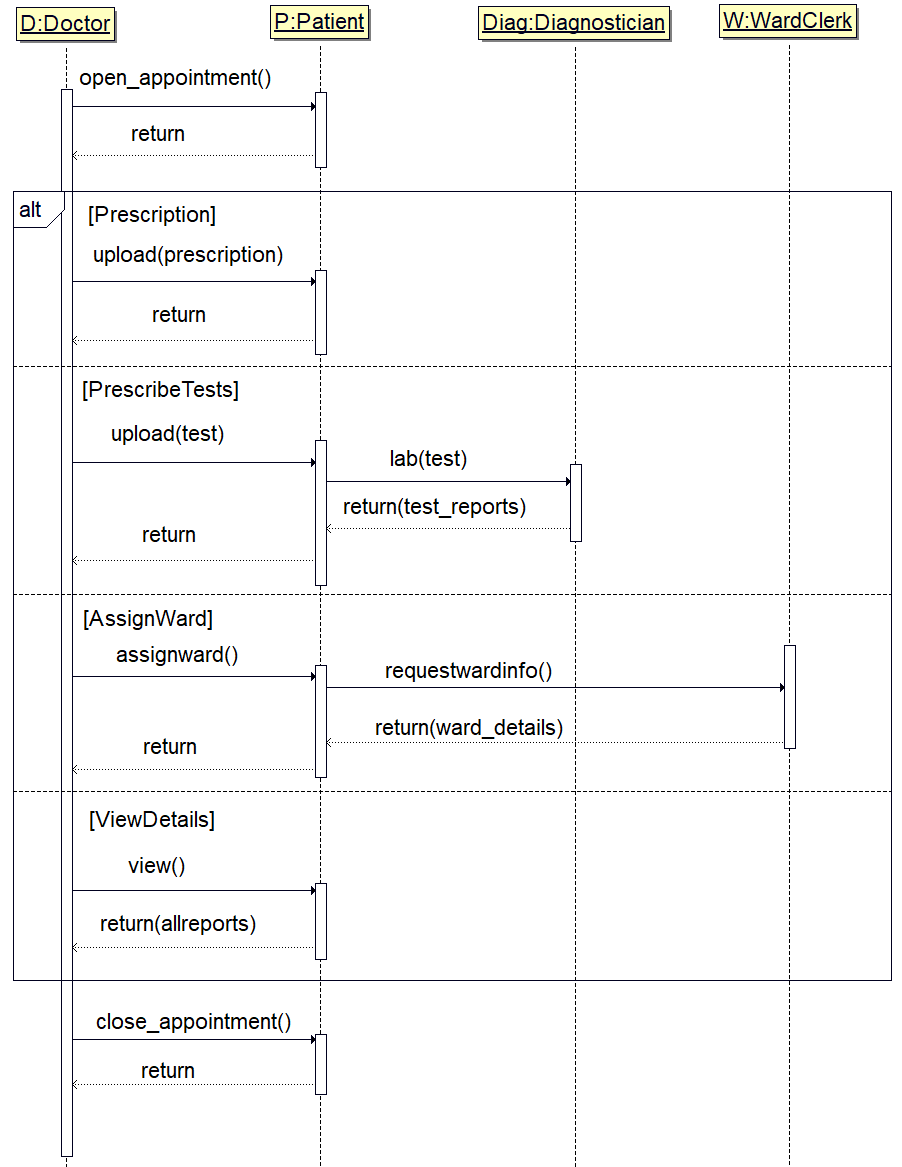 D:Doctor
P:Patient
Diag:Diagnostician
W:WardClerk
open_appointment()
return
alt
[Prescription]
upload(prescription)
return
[PrescribeTests]
upload(test)
lab(test)
return(test_reports)
return
[AssignWard]
assignward()
requestwardinfo()
return(ward_details)
return
[ViewDetails]
view()
return(allreports)
close_appointment()
return